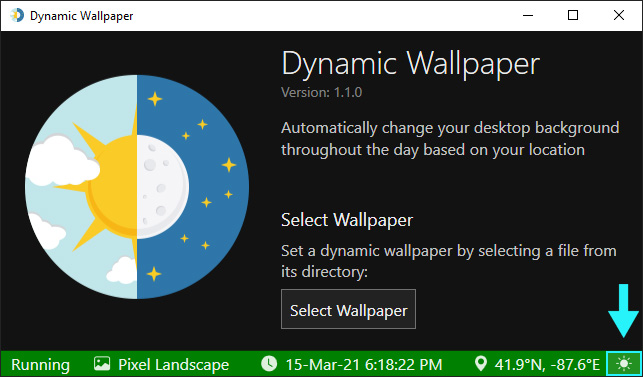 Dynamic Wallpaper
Dynamic Wallpaper
Version: 1.1.0
Automatically change your desktop background
throughout the day based on your location
Select Wallpaper
Set a dynamic wallpaper by selecting a file from
its directory:
Select Wallpaper
Running Pixel Landscape 15-Mar-21 6:18:22 PM 41.9°N, -87.6°E